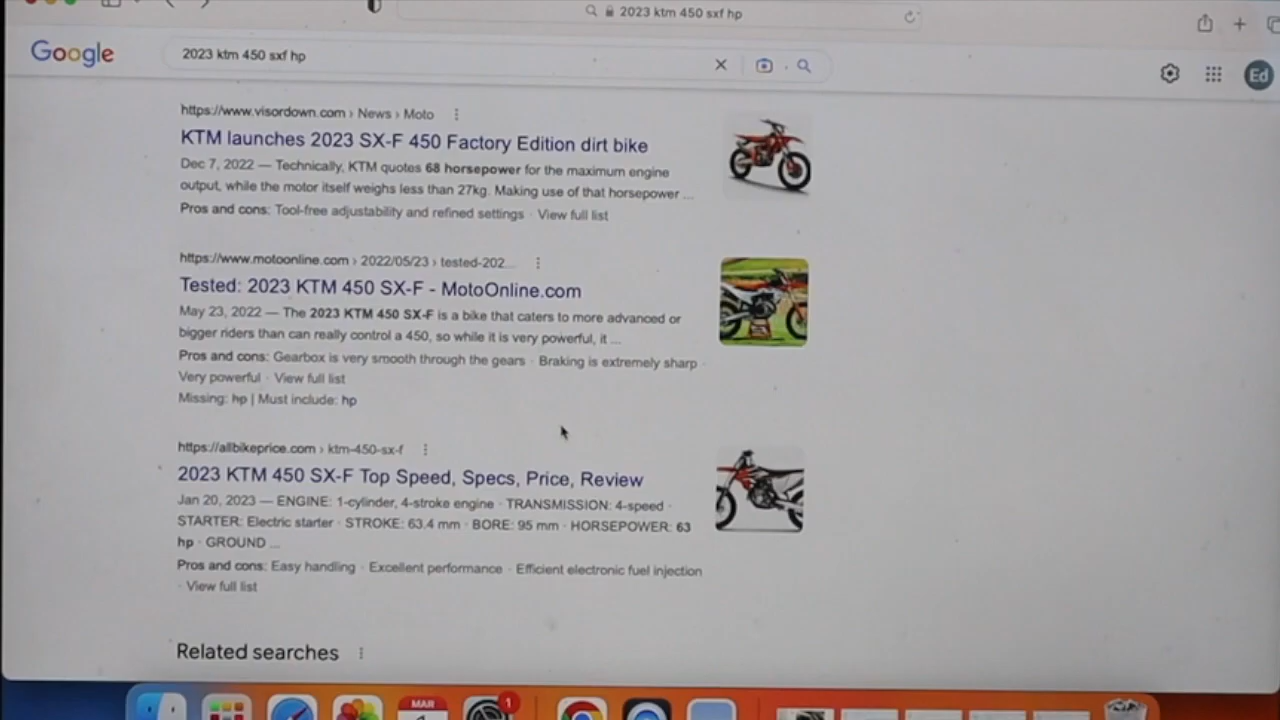 2023 ktm 450 sxf hp
Google
2023 ktm 450 sxf hp
Ed
https://www.visordown.com › News › Moto
KTM launches 2023 SX-F 450 Factory Edition dirt bike
Dec 7, 2022 — Technically, KTM quotes 68 horsepower for the maximum engine
output, while the motor itself weighs less than 27kg. Making use of that horsepower ...
Pros and cons: Tool-free adjustability and refined settings · View full list
https://www.motoonline.com › 2022/05/23 › tested-202...
Tested: 2023 KTM 450 SX-F - MotoOnline.com
May 23, 2022 — The 2023 KTM 450 SX-F is a bike that caters to more advanced or
bigger riders than can really control a 450, so while it is very powerful, it ...
Pros and cons: Gearbox is very smooth through the gears · Braking is extremely sharp ·
Very powerful · View full list
Missing: hp | Must include: hp
https://allbikeprice.com › ktm-450-sx-f
2023 KTM 450 SX-F Top Speed, Specs, Price, Review
Jan 20, 2023 — ENGINE: 1-cylinder, 4-stroke engine · TRANSMISSION: 4-speed ·
STARTER: Electric starter · STROKE: 63.4 mm · BORE: 95 mm · HORSEPOWER: 63
hp · GROUND ...
Pros and cons: Easy handling · Excellent performance · Efficient electronic fuel injection
· View full list
Related searches
MAR
1